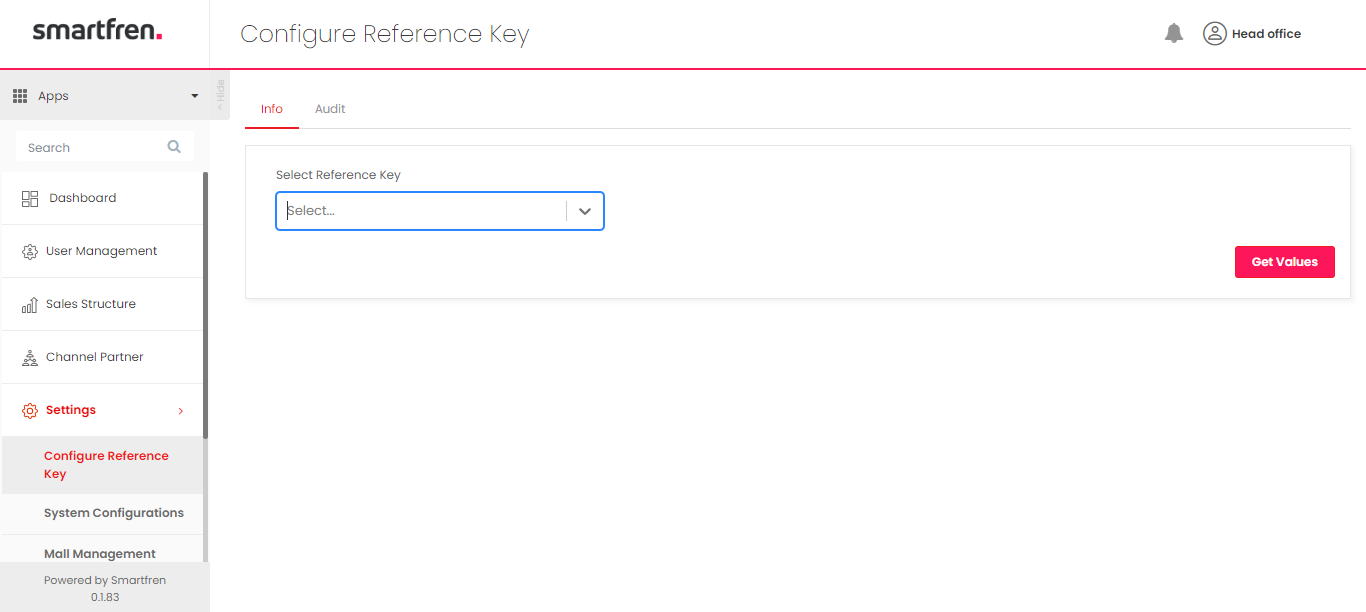 smartfren.
Configure Reference Key
Head office
Apps
Hide
Info
Audit
Search
Select Reference Key
Select...
Get Values
Dashboard
User Management
Sales Structure
Channel Partner
Settings
Configure Reference
Key
System Configurations
Mall Management
Powered by Smartfren
0.1.83